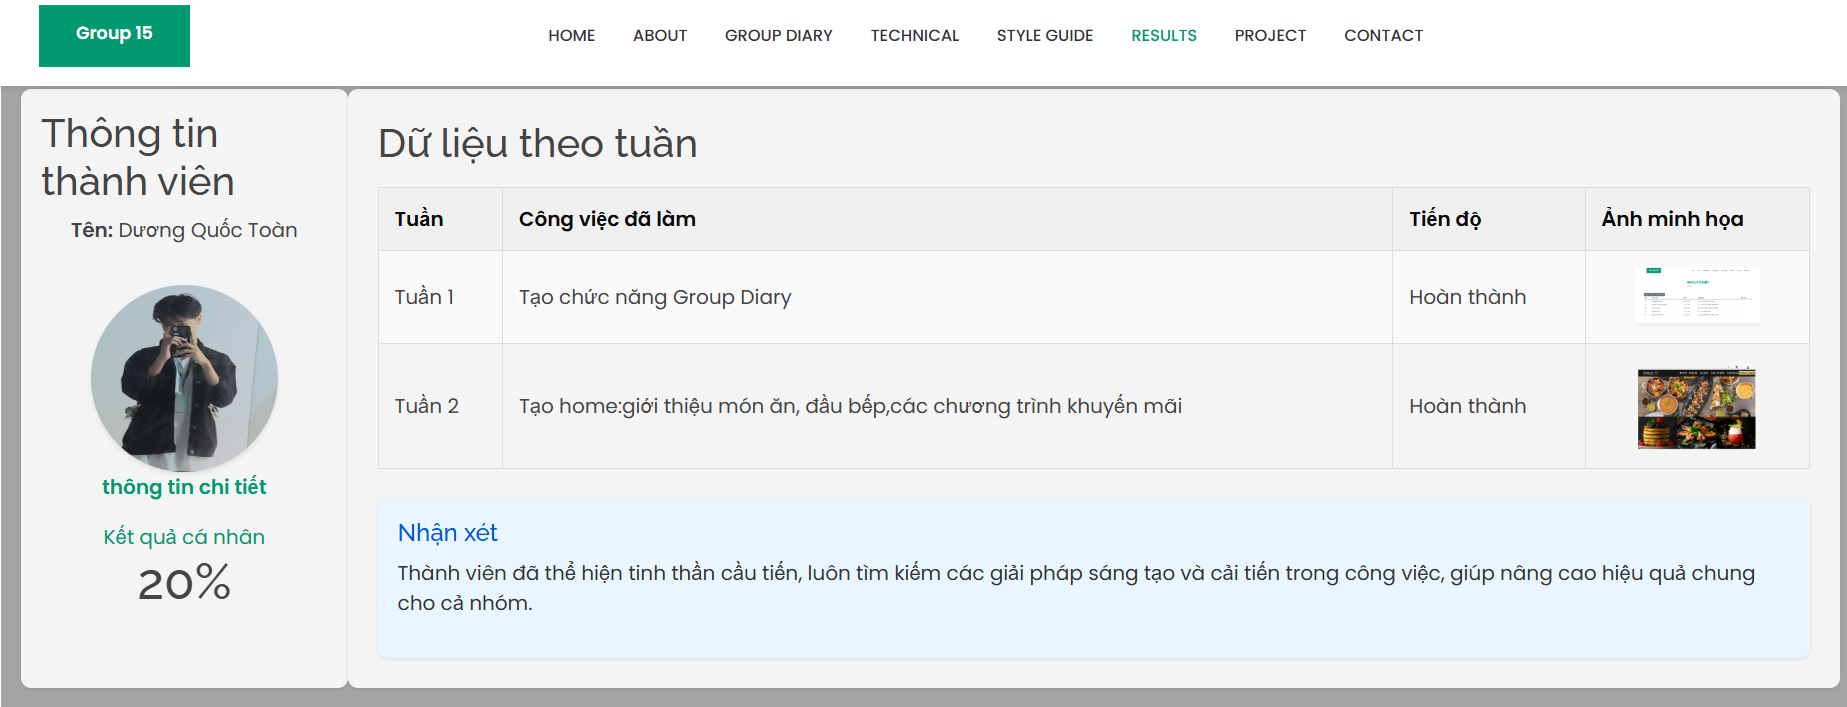 Group 15
HOME ABOUT GROUP DIARY TECHNICAL STYLE GUIDE RESULTS PROJECT CONTACT
Thông tin
thành viên
Tên: Dương Quốc Toàn
thông tin chi tiết
Kết quả cá nhân
20%
Dữ liệu theo tuần
Tuần Công việc đã làm Tiến độ Ảnh minh họa
Tuần 1 Tạo chức năng Group Diary Hoàn thành
Tuần 2 Tạo home:giới thiệu món ăn, đầu bếp,các chương trình khuyến mãi Hoàn thành
Nhận xét
Thành viên đã thể hiện tinh thần cầu tiến, luôn tìm kiếm các giải pháp sáng tạo và cải tiến trong công việc, giúp nâng cao hiệu quả chung
cho cả nhóm.